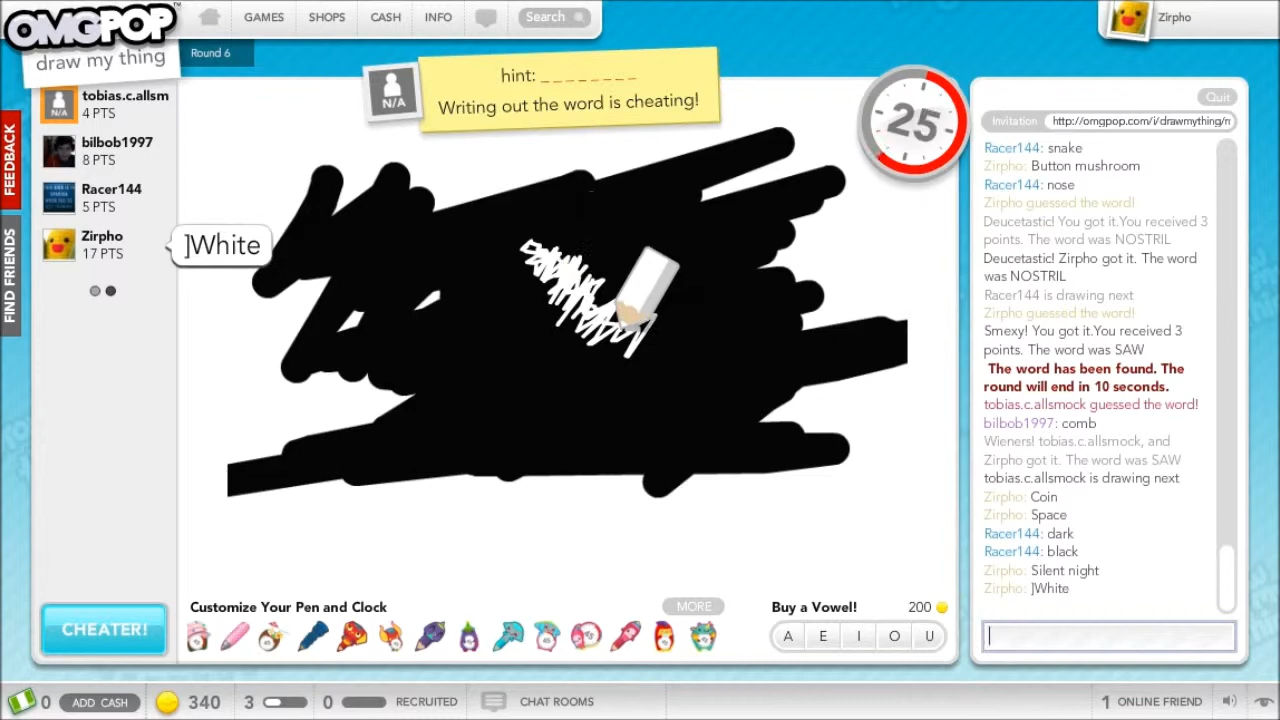 OMGPOP™
draw my thing
GAMES
SHOPS
CASH
INFO
Search
Zirpho
Round 6
FEEDBACK
FIND FRIENDS
N/A
tobias.c.allsm
4 PTS
bilbob1997
8 PTS
Racer144
5 PTS
Zirpho
17 PTS
]White
N/A
hint: _ _ _ _ _ _ _ _
Writing out the word is cheating!
25
Quit
Invitation http://omgpop.com/i/drawmything/
Racer144: snake
Zirpho: Button mushroom
Racer144: nose
Zirpho guessed the word!
Deucetastic! You got it.You received 3
points. The word was NOSTRIL
Deucetastic! Zirpho got it. The word
was NOSTRIL
Racer144 is drawing next
Zirpho guessed the word!
Smexy! You got it.You received 3
points. The word was SAW
The word has been found. The
round will end in 10 seconds.
tobias.c.allsmock guessed the word!
bilbob1997: comb
Wieners! tobias.c.allsmock, and
Zirpho got it. The word was SAW
tobias.c.allsmock is drawing next
Zirpho: Coin
Zirpho: Space
Racer144: dark
Racer144: black
Zirpho: Silent night
Zirpho: ]White
CHEATER!
Customize Your Pen and Clock
MORE
Buy a Vowel!
200
A E I O U
0
ADD CASH
340
3
0
RECRUITED
CHAT ROOMS
1 ONLINE FRIEND